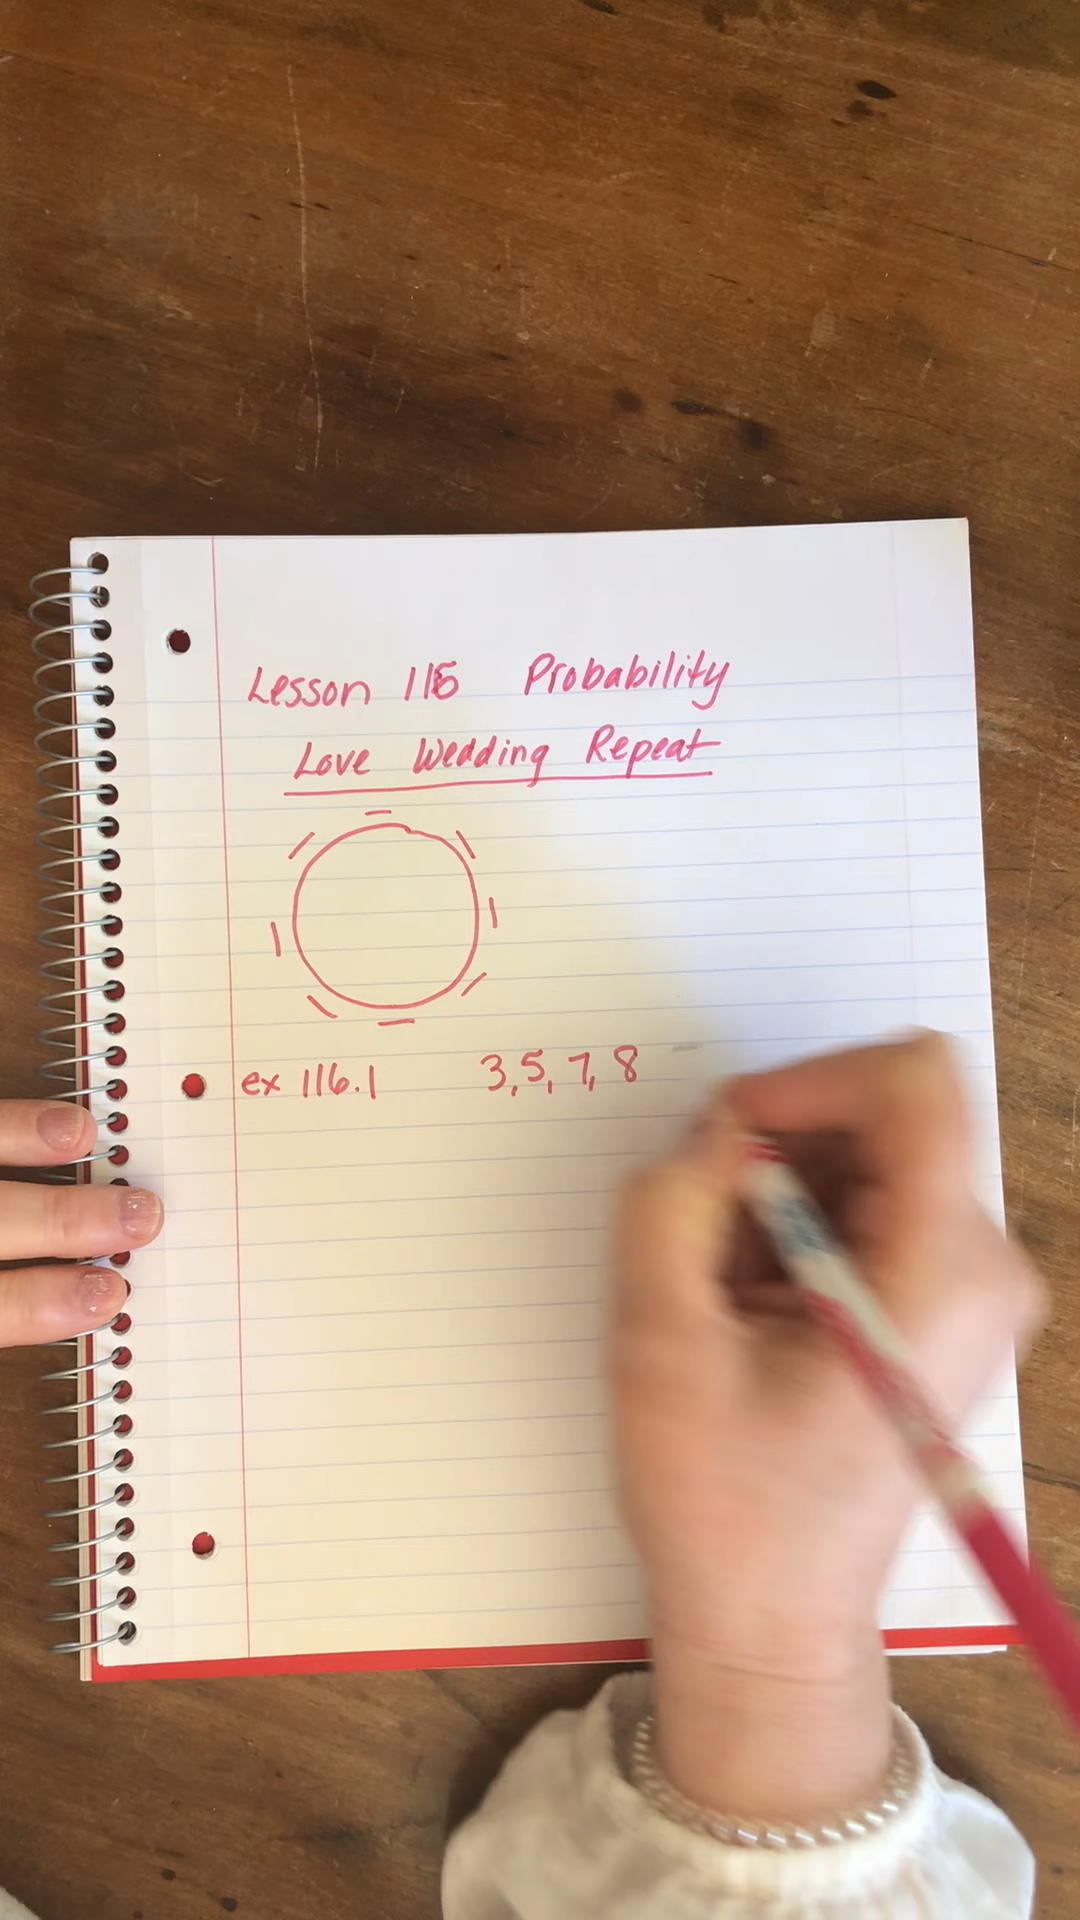 Lesson 116 Probability
Love Wedding Repeat
ex 116.1 3, 5, 7, 8